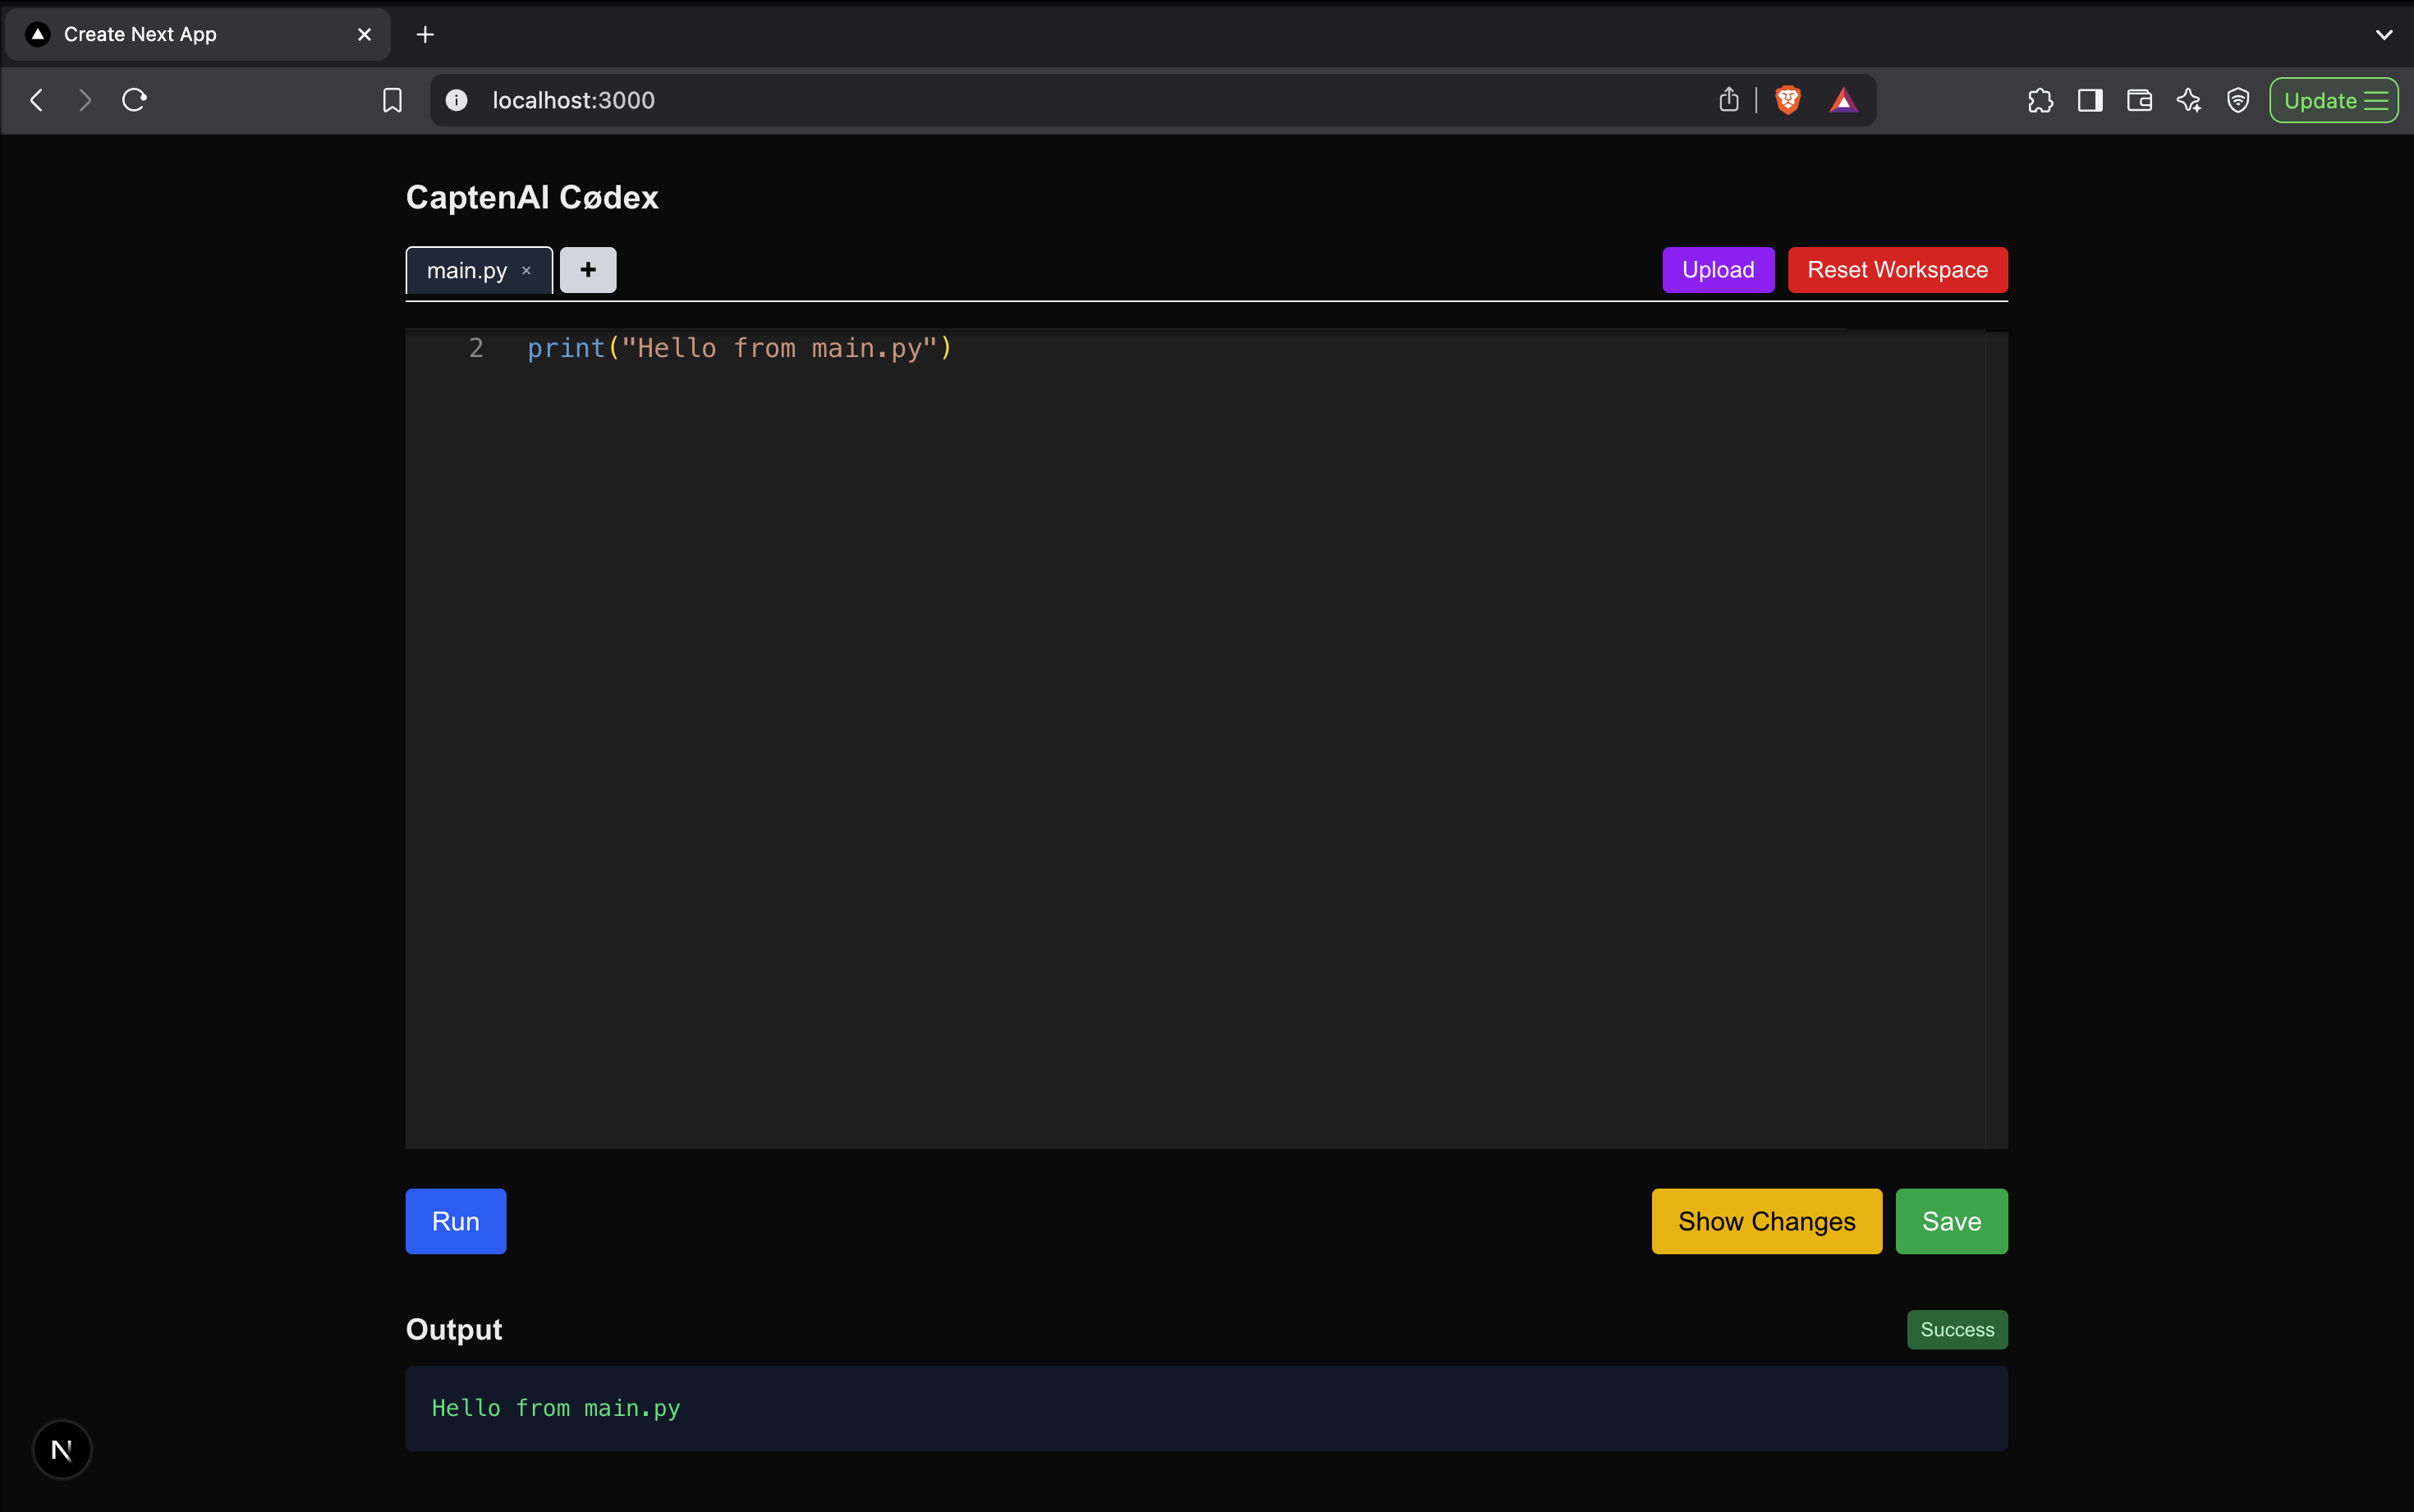 Create Next App
localhost:3000
Update
CaptenAI Cødex
main.py ×
+
Upload
Reset Workspace
2 print("Hello from main.py")
Run
Show Changes
Save
Output
Success
Hello from main.py
N